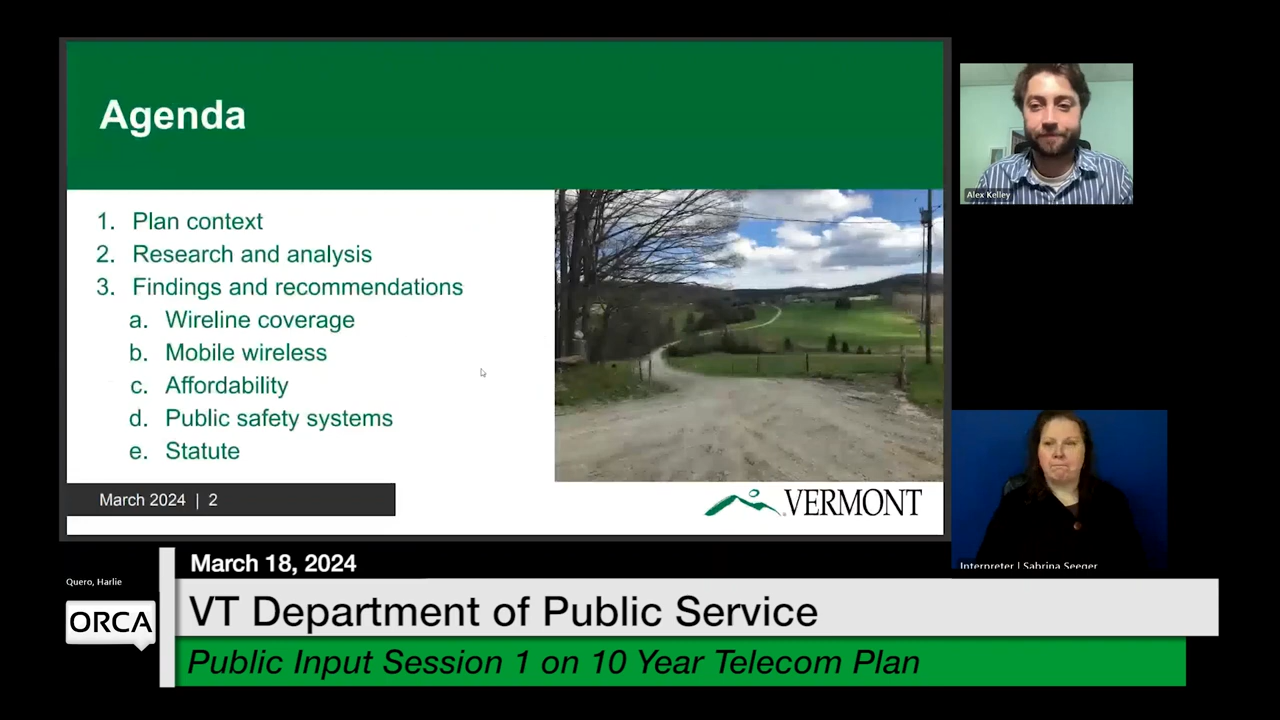 Agenda
1. Plan context
2. Research and analysis
3. Findings and recommendations
a. Wireline coverage
b. Mobile wireless
c. Affordability
d. Public safety systems
e. Statute
March 2024 | 2
VERMONT
Alex Kelley
Interpreter | Sabrina Seeger
Quero, Harlie
ORCA
March 18, 2024
VT Department of Public Service
Public Input Session 1 on 10 Year Telecom Plan